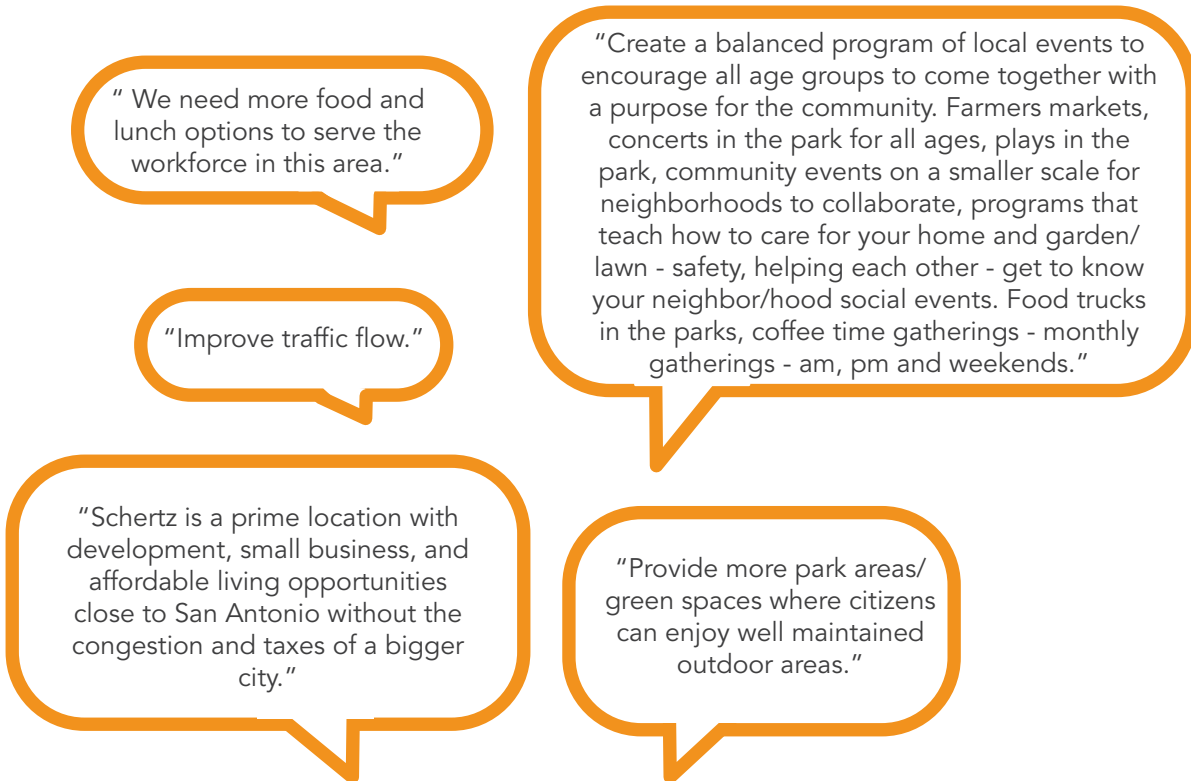 “ We need more food and
lunch options to serve the
workforce in this area.”
“Create a balanced program of local events to
encourage all age groups to come together with
a purpose for the community. Farmers markets,
concerts in the park for all ages, plays in the
park, community events on a smaller scale for
neighborhoods to collaborate, programs that
teach how to care for your home and garden/
lawn - safety, helping each other - get to know
your neighbor/hood social events. Food trucks
in the parks, coffee time gatherings - monthly
gatherings - am, pm and weekends.”
“Improve traffic flow.”
“Schertz is a prime location with
development, small business, and
affordable living opportunities
close to San Antonio without the
congestion and taxes of a bigger
city.”
“Provide more park areas/
green spaces where citizens
can enjoy well maintained
outdoor areas.”